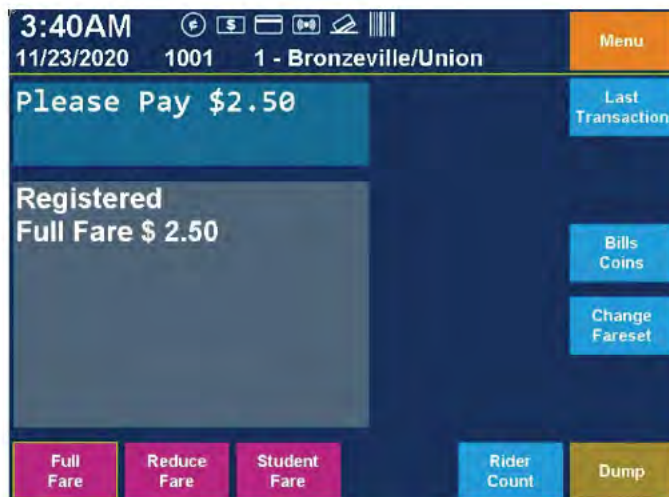 3:40AM
Menu
11/23/2020 1001 1 - Bronzeville/Union
Please Pay $2.50
Last
Transaction
Registered
Full Fare $ 2.50
Bills
Coins
Change
Fareset
Full
Fare
Reduce
Fare
Student
Fare
Rider
Count
Dump